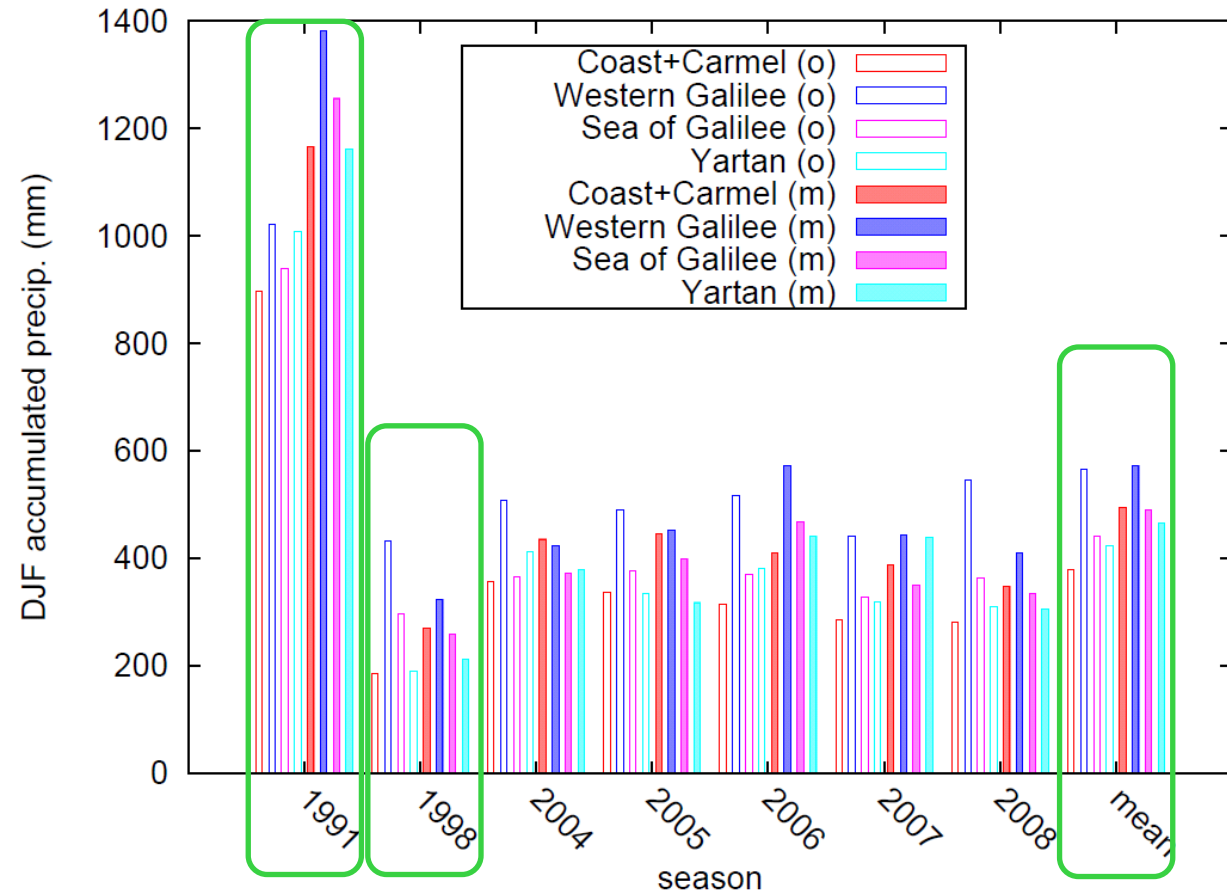 DJF accumulated precip. (mm)
1400
1200
1000
800
600
400
200
0
Coast+Carmel (o)
Western Galilee (o)
Sea of Galilee (o)
Yartan (o)
Coast+Carmel (m)
Western Galilee (m)
Sea of Galilee (m)
Yartan (m)
1991
1998
2004
2005
2006
2007
2008
mean
season